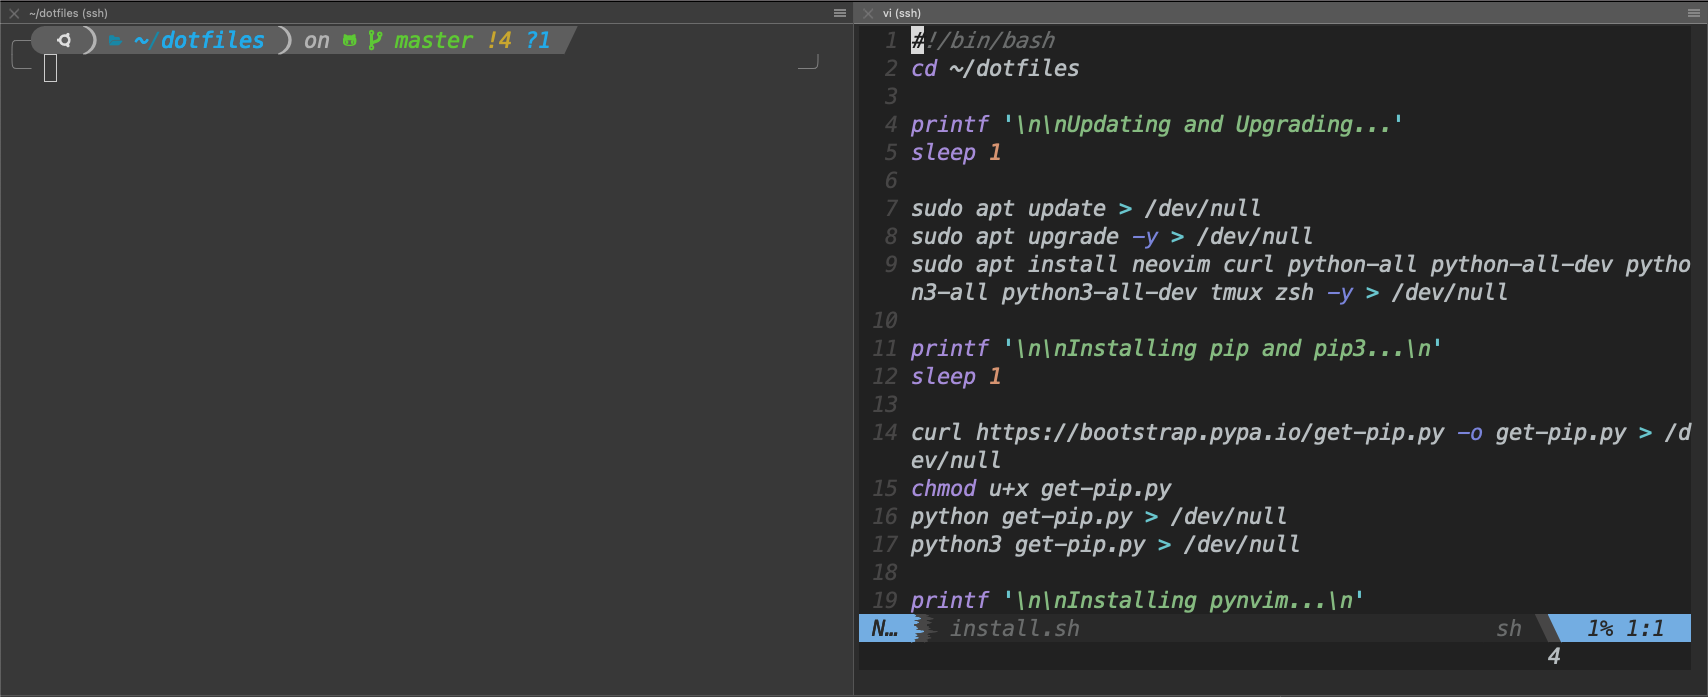 ~/dotfiles (ssh)
~/dotfiles on master !4 ?1
vi (ssh)
1 #!/bin/bash
2 cd ~/dotfiles
3
4 printf '\n\nUpdating and Upgrading...'
5 sleep 1
6
7 sudo apt update > /dev/null
8 sudo apt upgrade -y > /dev/null
9 sudo apt install neovim curl python-all python-all-dev pytho
n3-all python3-all-dev tmux zsh -y > /dev/null
10
11 printf '\n\nInstalling pip and pip3...\n'
12 sleep 1
13
14 curl https://bootstrap.pypa.io/get-pip.py -o get-pip.py > /d
ev/null
15 chmod u+x get-pip.py
16 python get-pip.py > /dev/null
17 python3 get-pip.py > /dev/null
18
19 printf '\n\nInstalling pynvim...\n'
N... install.sh sh 1% 1:1
4